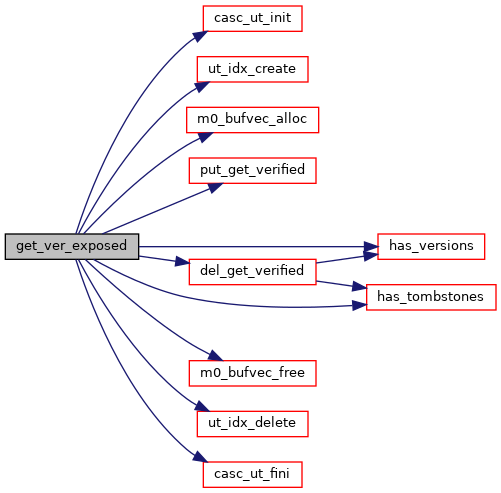 casc_ut_init
ut_idx_create
m0_bufvec_alloc
put_get_verified
get_ver_exposed
has_versions
del_get_verified
has_tombstones
m0_bufvec_free
ut_idx_delete
casc_ut_fini